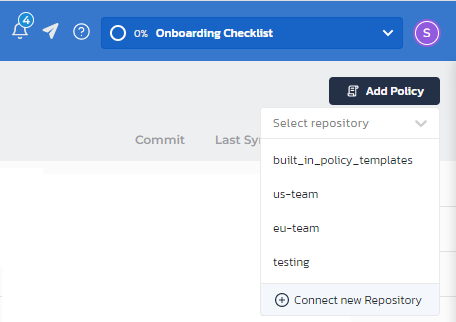 4
0% Onboarding Checklist
S
Add Policy
Select repository
Commit
Last Sy
built_in_policy_templates
us-team
eu-team
testing
Connect new Repository